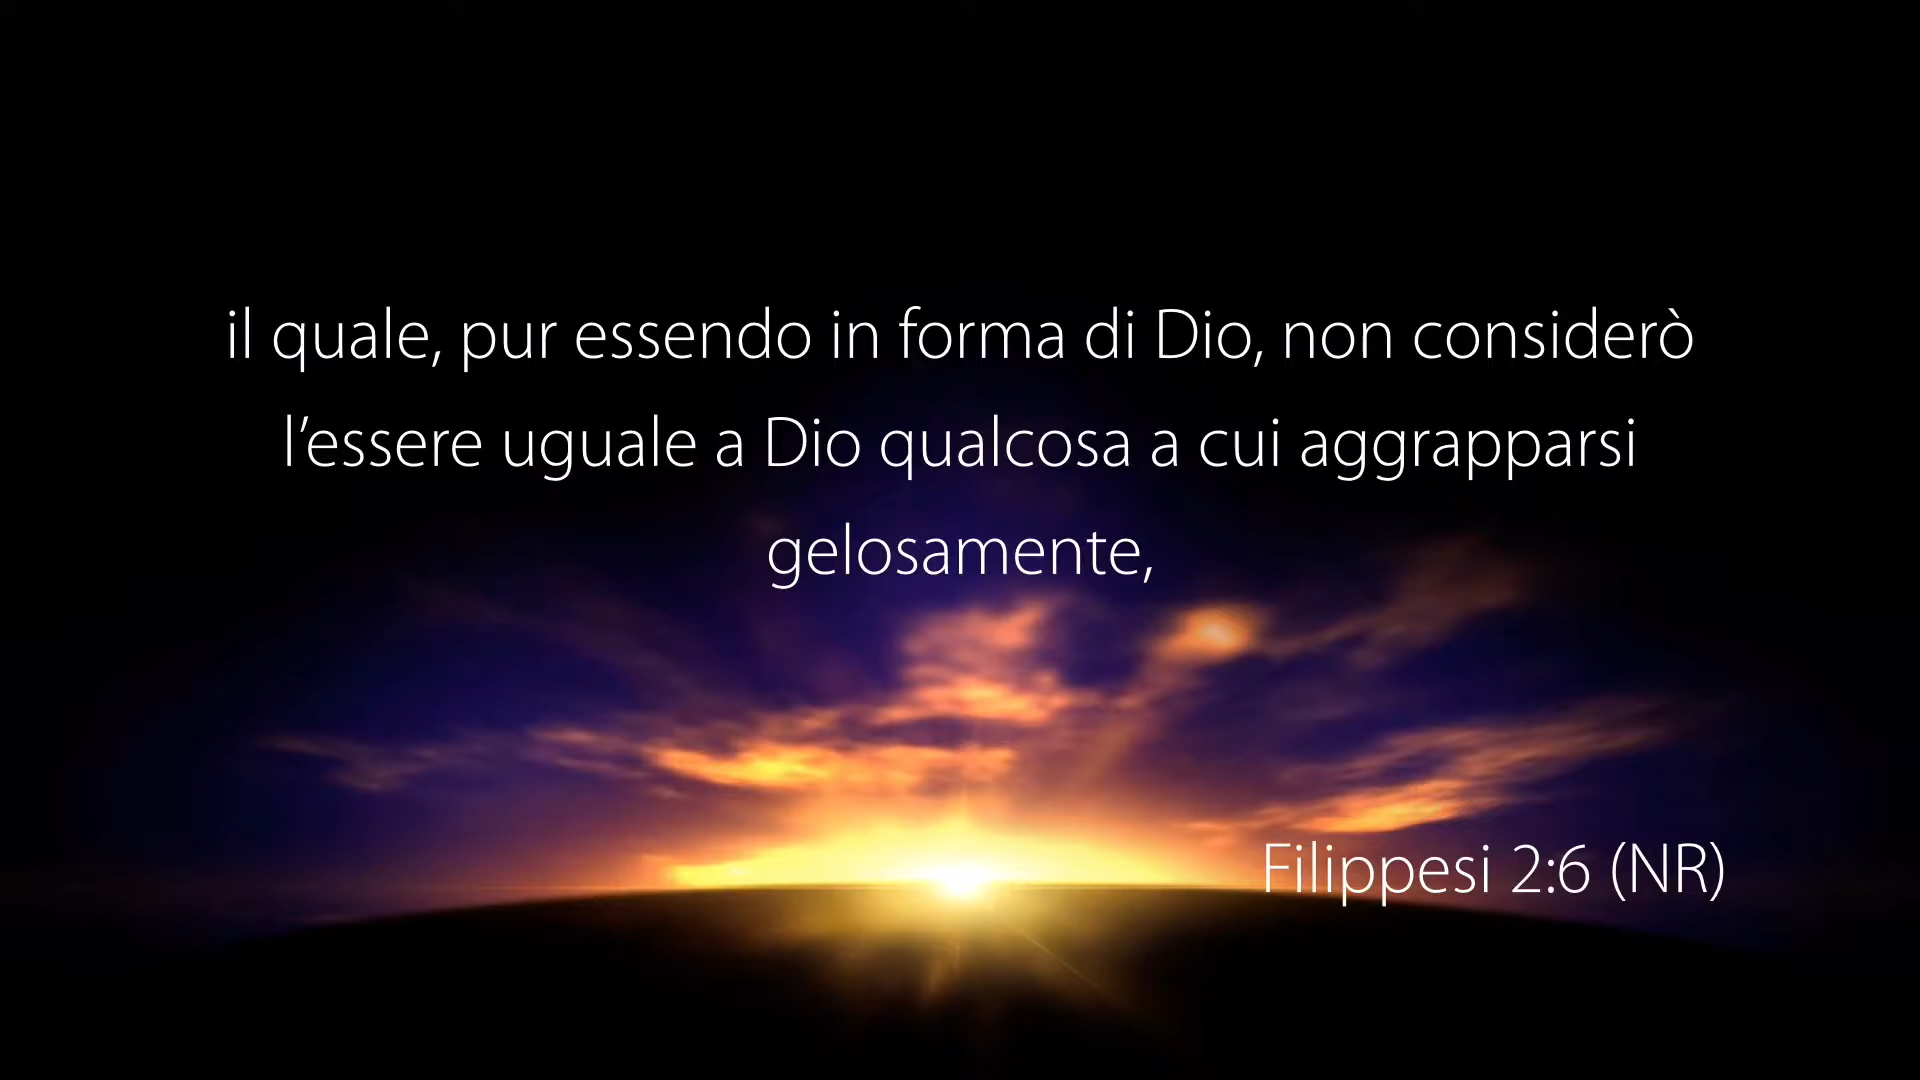 il quale, pur essendo in forma di Dio, non considerò
l’essere uguale a Dio qualcosa a cui aggrapparsi
gelosamente,
Filippesi 2:6 (NR)